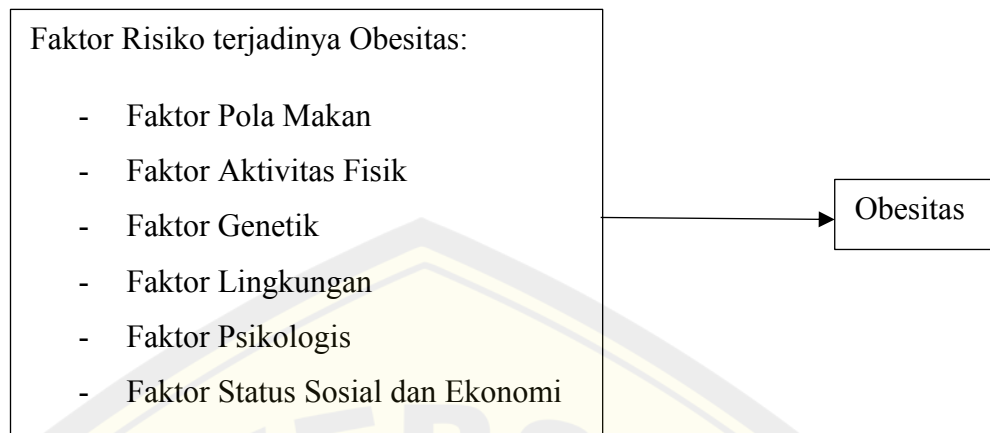 Faktor Risiko terjadinya Obesitas:
- Faktor Pola Makan
- Faktor Aktivitas Fisik
- Faktor Genetik
- Faktor Lingkungan
- Faktor Psikologis
- Faktor Status Sosial dan Ekonomi
Obesitas